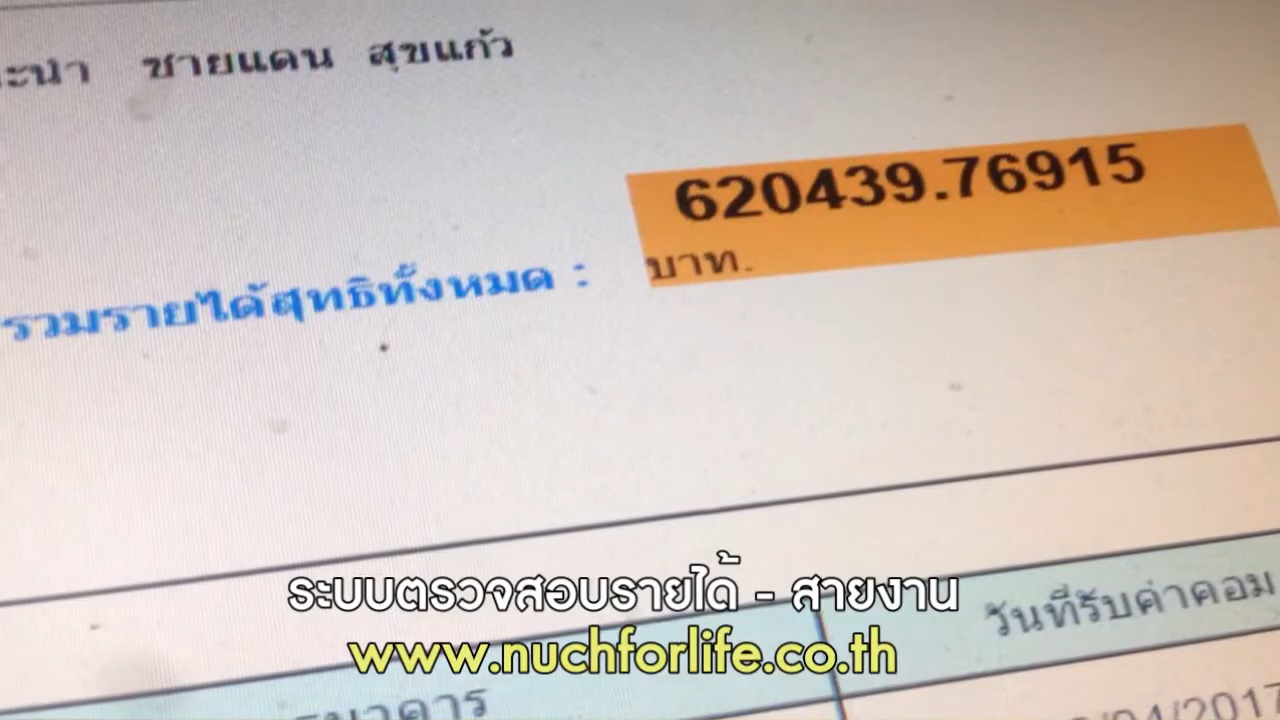 ชายแดน สุขแก้ว
620439.76915
รวมรายได้สุทธิทั้งหมด :
บาท.
ระบบตรวจสอบรายได้ - สายงาน
www.nuchforlife.co.th
วันที่รับค่าคอม
/04/2017